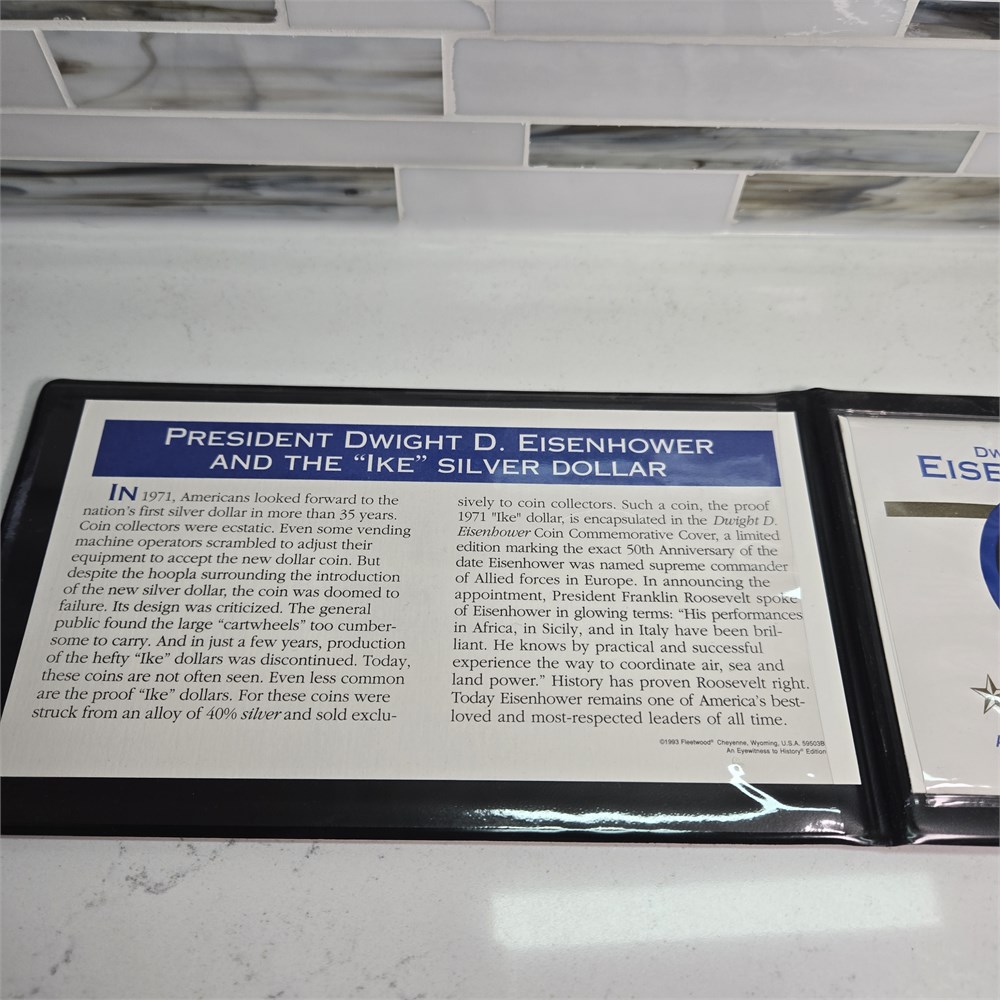 PRESIDENT DWIGHT D. EISENHOWER
AND THE “IKE” SILVER DOLLAR
IN 1971, Americans looked forward to the
nation's first silver dollar in more than 35 years.
Coin collectors were ecstatic. Even some vending
machine operators scrambled to adjust their
equipment to accept the new dollar coin. But
despite the hoopla surrounding the introduction
of the new silver dollar, the coin was doomed to
failure. Its design was criticized. The general
public found the large “cartwheels” too cumber-
some to carry. And in just a few years, production
of the hefty “Ike” dollars was discontinued. Today,
these coins are not often seen. Even less common
are the proof “Ike” dollars. For these coins were
struck from an alloy of 40% silver and sold exclu-
sively to coin collectors. Such a coin, the proof
1971 "Ike" dollar, is encapsulated in the Dwight D.
Eisenhower Coin Commemorative Cover, a limited
edition marking the exact 50th Anniversary of the
date Eisenhower was named supreme commander
of Allied forces in Europe. In announcing the
appointment, President Franklin Roosevelt spoke
of Eisenhower in glowing terms: “His performances
in Africa, in Sicily, and in Italy have been bril-
liant. He knows by practical and successful
experience the way to coordinate air, sea and
land power.” History has proven Roosevelt right.
Today Eisenhower remains one of America's best-
loved and most-respected leaders of all time.
©1993 Fleetwood® Cheyenne, Wyoming, U.S.A. 59503B
An Eyewitness to History® Edition
DW
EISE